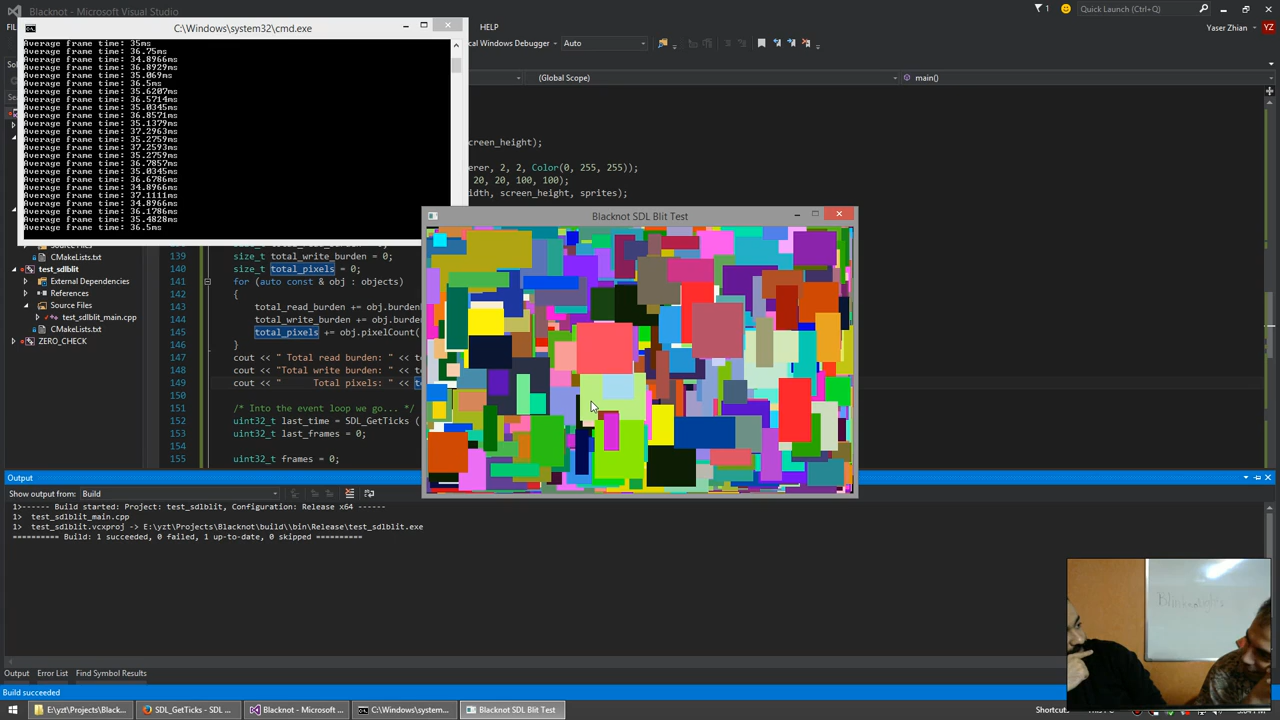 Blacknot - Microsoft Visual Studio
1
Quick Launch (Ctrl+Q)
C:\Windows\system32\cmd.exe
HELP
Yaser Zhian
YZ
cal Windows Debugger
Auto
(Global Scope)
main()
Average frame time: 35ms
Average frame time: 36.75ms
Average frame time: 34.8966ms
Average frame time: 36.8929ms
Average frame time: 35.069ms
Average frame time: 36.5ms
Average frame time: 35.6207ms
Average frame time: 36.5714ms
Average frame time: 35.0345ms
Average frame time: 36.8571ms
Average frame time: 35.1379ms
Average frame time: 37.2963ms
Average frame time: 35.2759ms
Average frame time: 37.2593ms
Average frame time: 35.2759ms
Average frame time: 36.7857ms
Average frame time: 35.0345ms
Average frame time: 36.6786ms
Average frame time: 34.8966ms
Average frame time: 37.1111ms
Average frame time: 34.8966ms
Average frame time: 36.1786ms
Average frame time: 35.4828ms
Average frame time: 36.5ms
screen_height);
erer, 2, 2, Color(0, 255, 255));
20, 20, 100, 100);
width, screen_height, sprites);
Blacknot SDL Blit Test
Source Files
CMakeLists.txt
test_sdlblit
External Dependencies
References
Source Files
test_sdlblit_main.cpp
CMakeLists.txt
ZERO_CHECK
139 size_t total_write_burden = 0;
140 size_t total_pixels = 0;
141 for (auto const & obj : objects)
142 {
143 total_read_burden += obj.burden
144 total_write_burden += obj.burde
145 total_pixels += obj.pixelCount(
146 }
147 cout << " Total read burden: " << to
148 cout << "Total write burden: " << to
149 cout << " Total pixels: " << to
150
151 /* Into the event loop we go... */
152 uint32_t last_time = SDL_GetTicks (
153 uint32_t last_frames = 0;
154
155 uint32_t frames = 0;
Output
Show output from: Build
1>------ Build started: Project: test_sdlblit, Configuration: Release x64 ------
1> test_sdlblit_main.cpp
1> test_sdlblit.vcxproj -> E:\yzt\Projects\Blacknot\build\\bin\Release\test_sdlblit.exe
========== Build: 1 succeeded, 0 failed, 1 up-to-date, 0 skipped ==========
Output Error List Find Symbol Results
Build succeeded
E:\yzt\Projects\Black...
SDL_GetTicks - SDL ...
Blacknot - Microsoft ...
C:\Windows\system...
Blacknot SDL Blit Test
Shortcuts